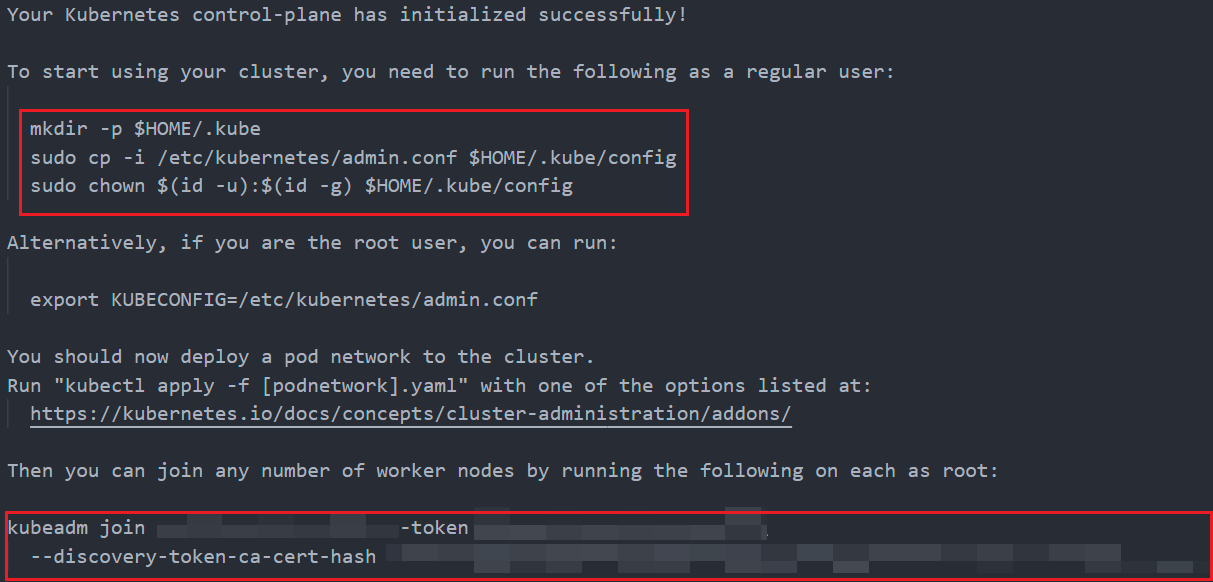 Your Kubernetes control-plane has initialized successfully!
To start using your cluster, you need to run the following as a regular user:
mkdir -p $HOME/.kube
sudo cp -i /etc/kubernetes/admin.conf $HOME/.kube/config
sudo chown $(id -u):$(id -g) $HOME/.kube/config
Alternatively, if you are the root user, you can run:
export KUBECONFIG=/etc/kubernetes/admin.conf
You should now deploy a pod network to the cluster.
Run "kubectl apply -f [podnetwork].yaml" with one of the options listed at:
https://kubernetes.io/docs/concepts/cluster-administration/addons/
Then you can join any number of worker nodes by running the following on each as root:
kubeadm join -token
--discovery-token-ca-cert-hash